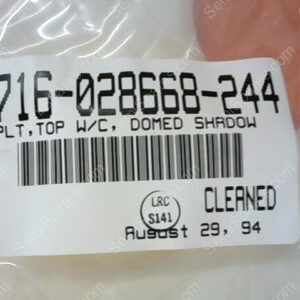 716-028668-244
PLT,TOP W/C, DOMED SHADOW
LRC
S141
CLEANED
August 29, 94